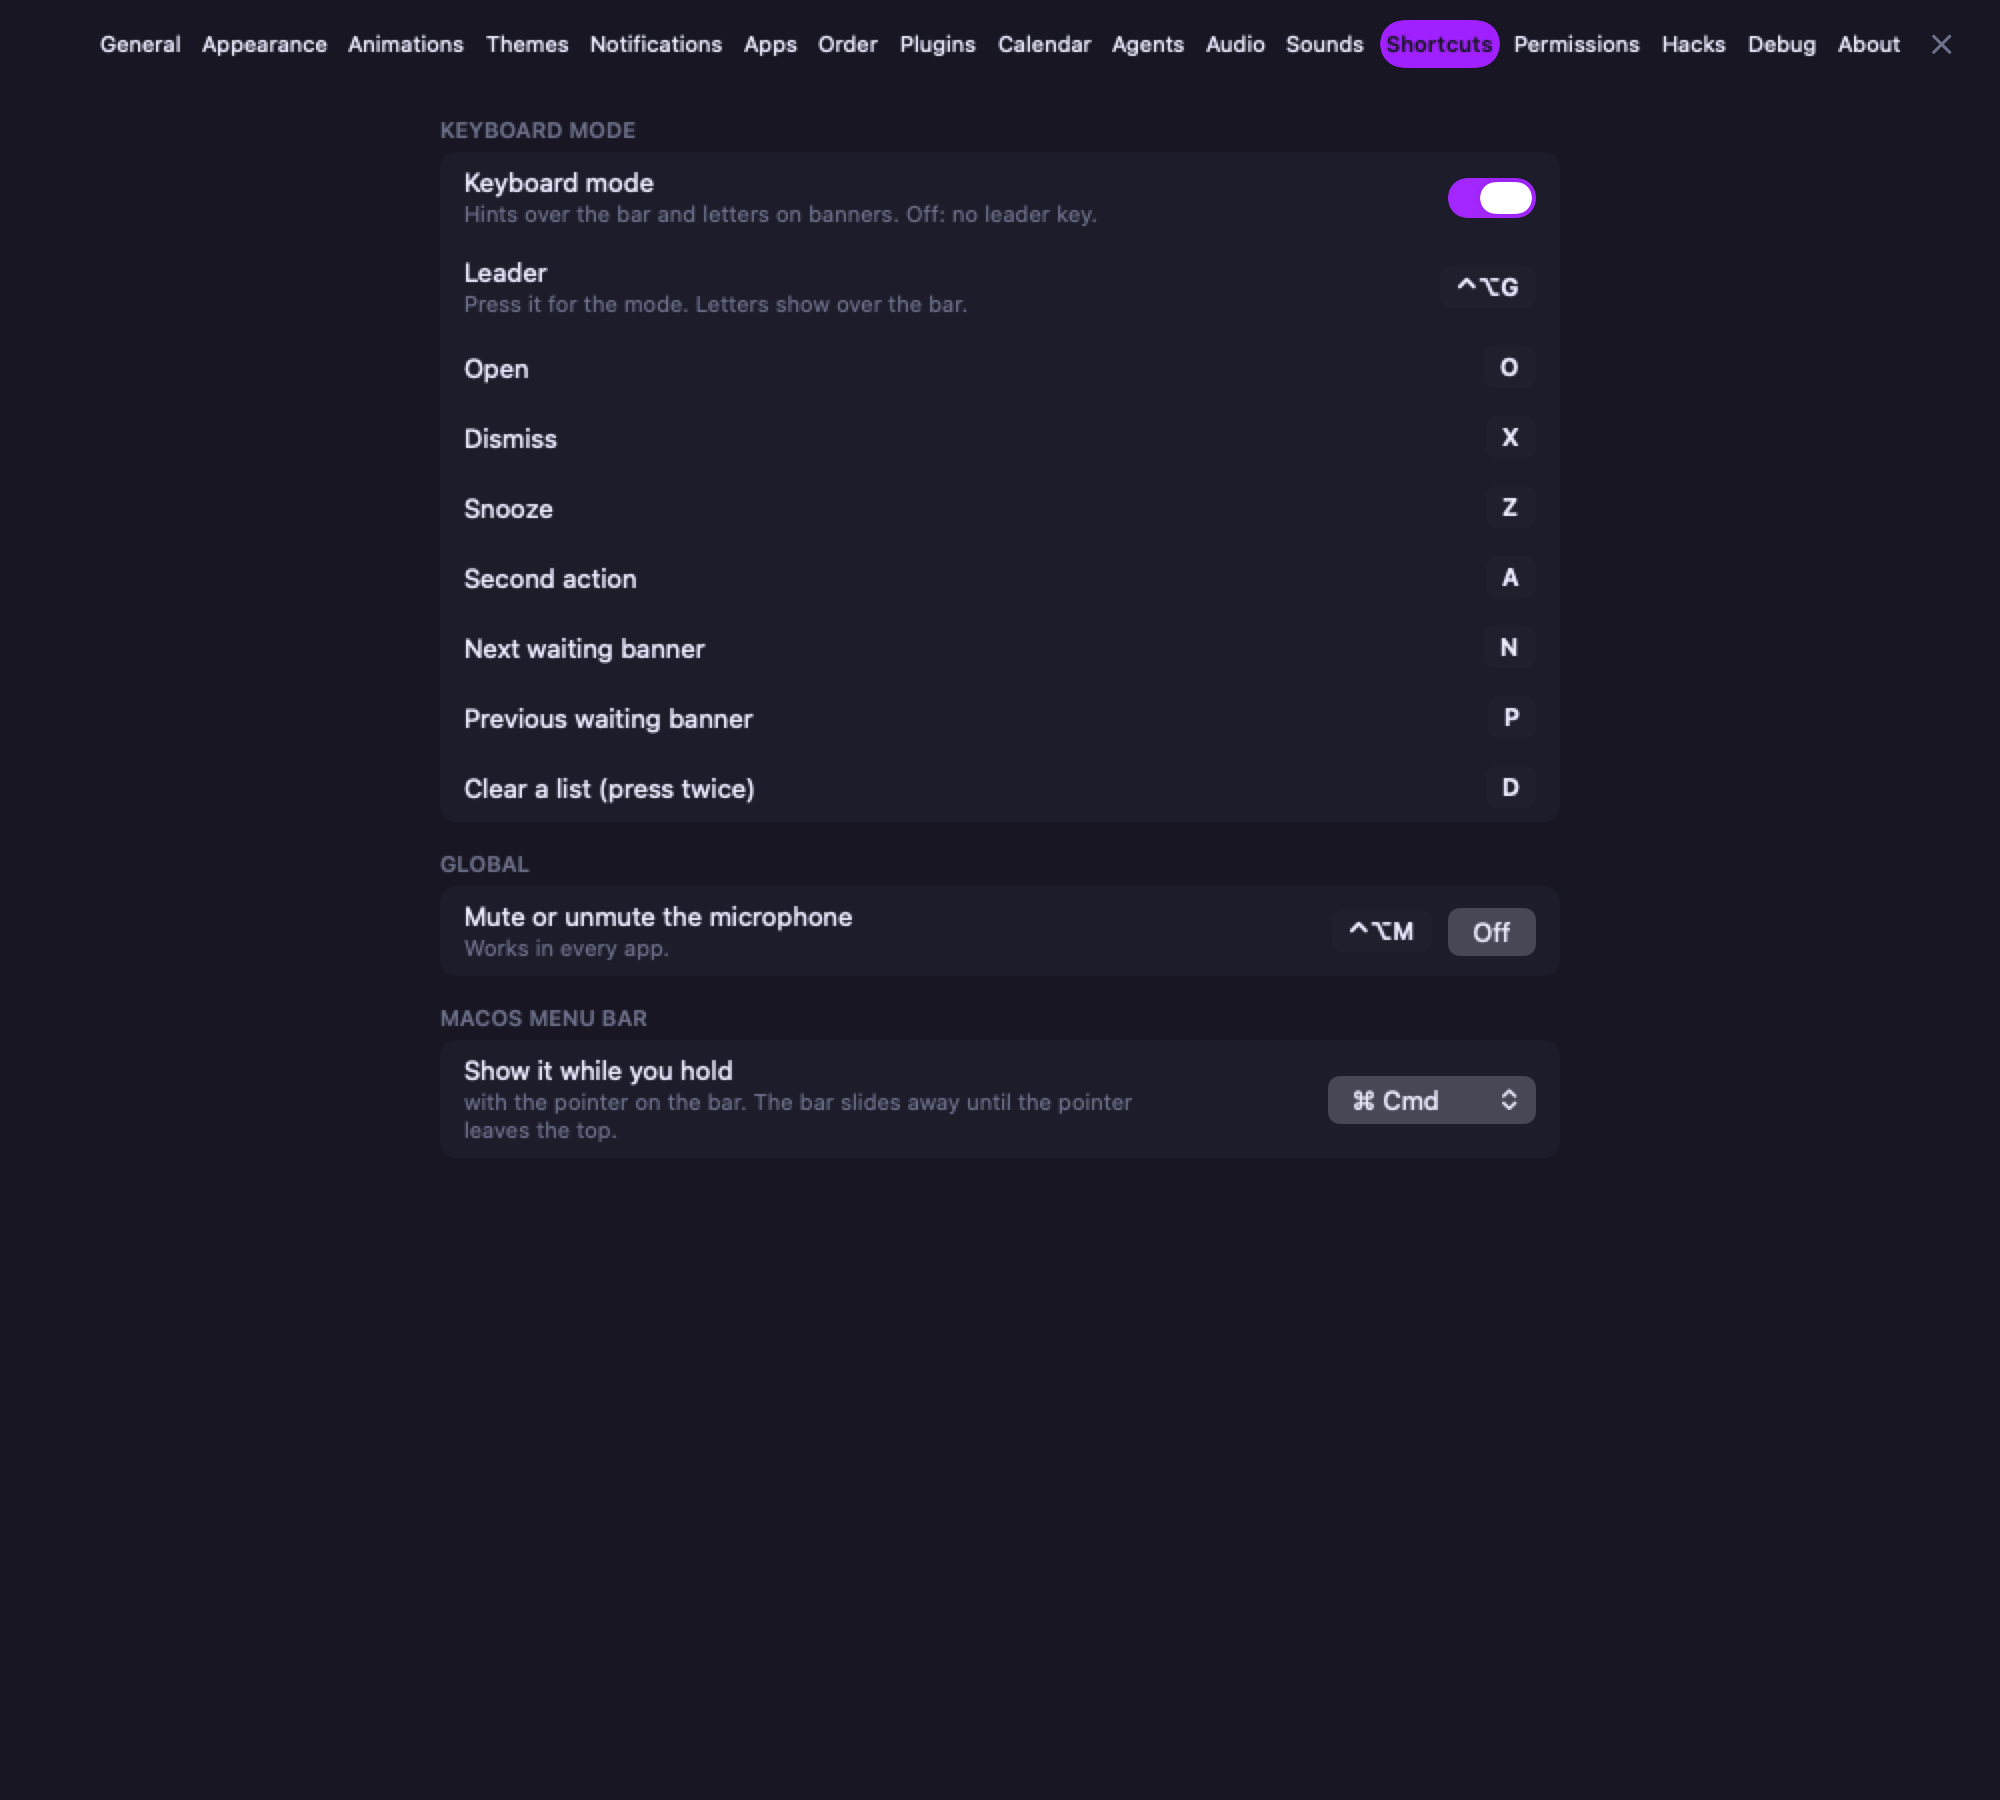 General Appearance Animations Themes Notifications Apps Order Plugins Calendar Agents Audio Sounds Shortcuts Permissions Hacks Debug About
KEYBOARD MODE
Keyboard mode
Hints over the bar and letters on banners. Off: no leader key.
Leader
Press it for the mode. Letters show over the bar.
^⌥G
Open O
Dismiss X
Snooze Z
Second action A
Next waiting banner N
Previous waiting banner P
Clear a list (press twice) D
GLOBAL
Mute or unmute the microphone
Works in every app.
^⌥M Off
MACOS MENU BAR
Show it while you hold
with the pointer on the bar. The bar slides away until the pointer
leaves the top.
⌘ Cmd